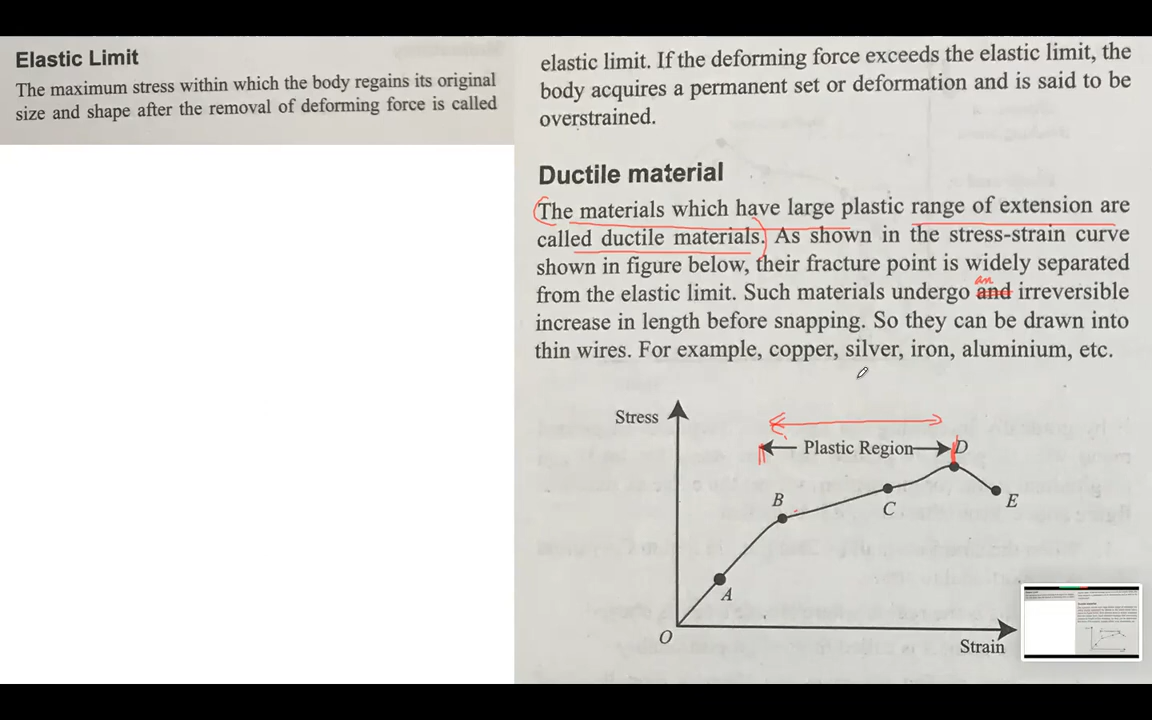 Elastic Limit
The maximum stress within which the body regains its original
size and shape after the removal of deforming force is called
elastic limit. If the deforming force exceeds the elastic limit, the
body acquires a permanent set or deformation and is said to be
overstrained.
Ductile material
The materials which have large plastic range of extension are
called ductile materials. As shown in the stress-strain curve
shown in figure below, their fracture point is widely separated
an
from the elastic limit. Such materials undergo and irreversible
increase in length before snapping. So they can be drawn into
thin wires. For example, copper, silver, iron, aluminium, etc.
Stress
Plastic Region
D
B
C
E
A
O
Strain